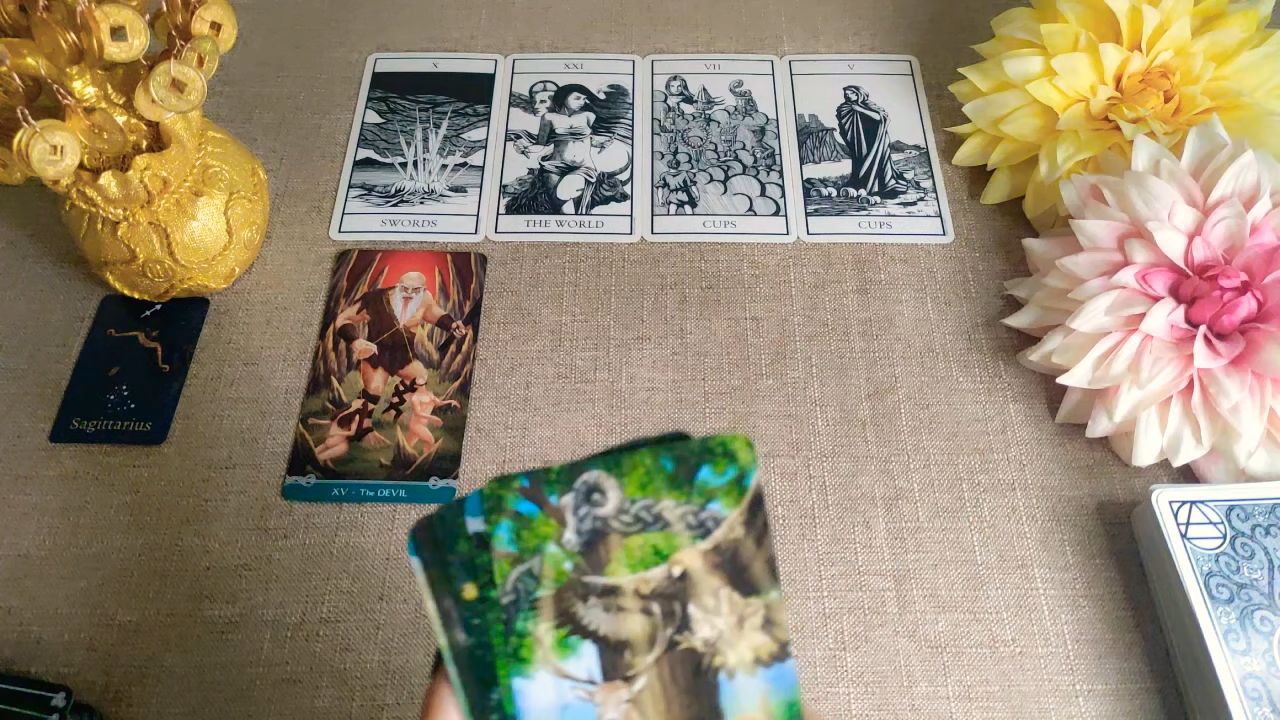 X
SWORDS
XXI
THE WORLD
VII
CUPS
V
CUPS
Sagittarius
XV - The DEVIL